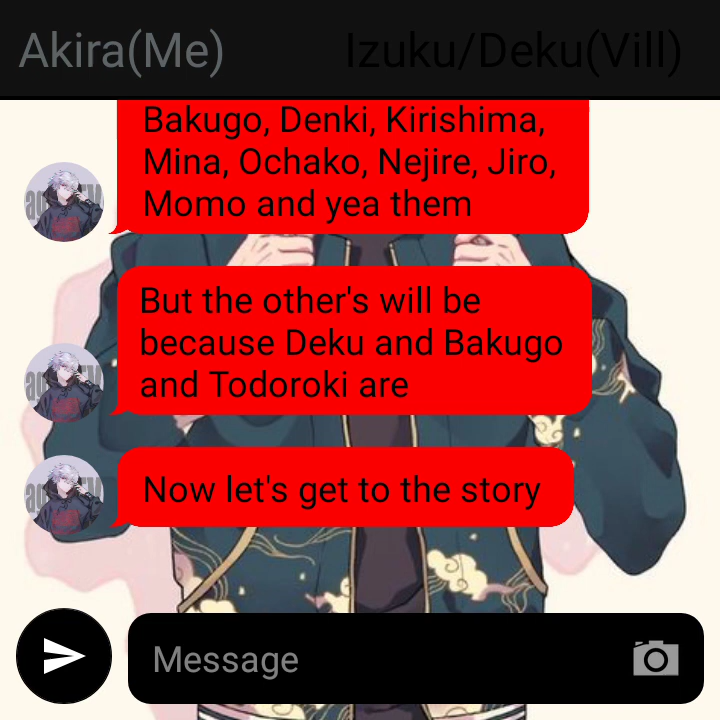 Akira(Me) Izuku/Deku(Vill)
Bakugo, Denki, Kirishima,
Mina, Ochako, Nejire, Jiro,
Momo and yea them
But the other's will be
because Deku and Bakugo
and Todoroki are
Now let's get to the story
Message